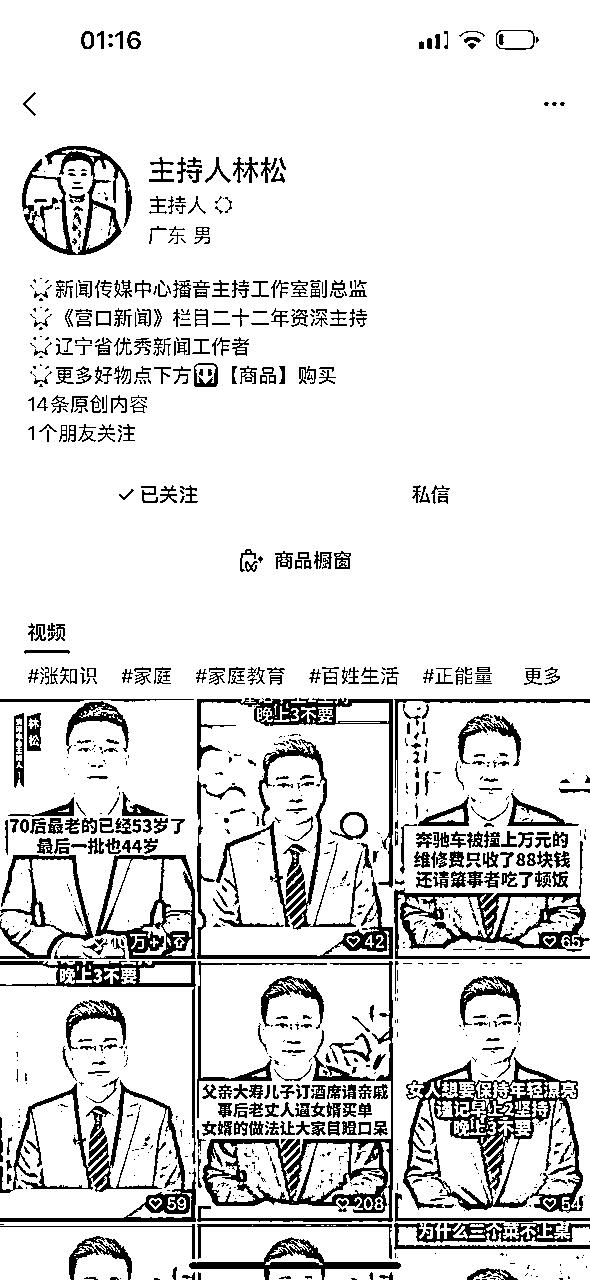 01:16
主持人林松
主持人
广东 男
新闻传媒中心播音主持工作室副总监
《营口新闻》栏目二十二年资深主持
辽宁省优秀新闻工作者
更多好物点下方【商品】购买
14条原创内容
1个朋友关注
已关注
私信
商品橱窗
视频
#涨知识
#家庭
#家庭教育
#百姓生活
#正能量
更多
林松
70后最老的已经53岁了
最后一批也44岁
晚上3不要
42
奔驰车被撞上万元的
维修费只收了88块钱
还请肇事者吃了顿饭
65
晚上3不要
59
父亲大寿儿子订酒席请亲戚
事后老丈人逼女婿买单
女婿的做法让大家目瞪口呆
208
女人想要保持年轻漂亮
谨记早上2坚持
晚上3不要
54
为什么三个菜不上桌